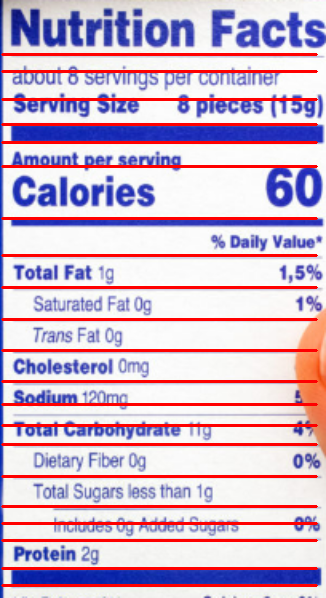 Nutrition Facts
about 8 servings per container
Serving Size 8 pieces (15g)
Amount per serving
Calories 60
% Daily Value*
Total Fat 1g 1,5%
Saturated Fat 0g 1%
Trans Fat 0g
Cholesterol 0mg
Sodium 120mg
Total Carbohydrate 11g 4%
Dietary Fiber 0g 0%
Total Sugars less than 1g
Includes 0g Added Sugars 0%
Protein 2g